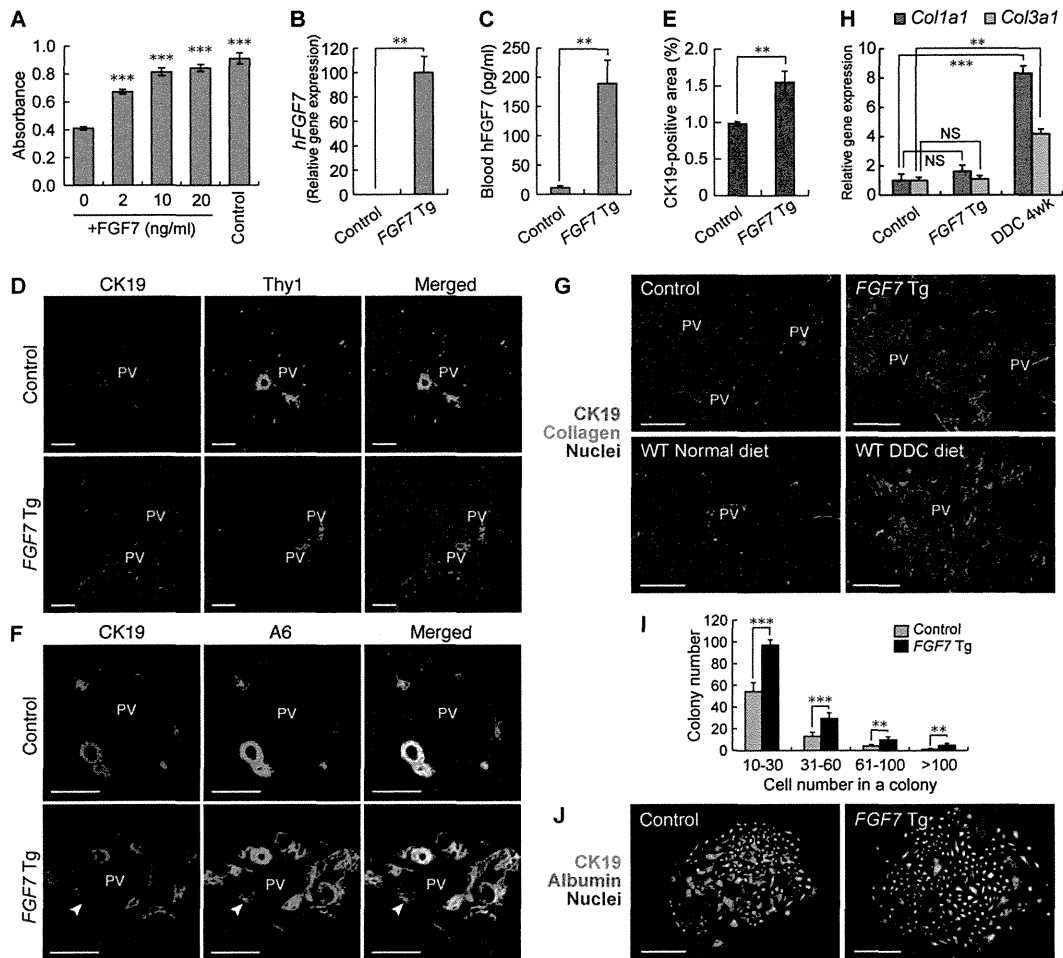 A
Absorbance
1.0
0.8
0.6
0.4
0.2
0.0
***
***
***
***
0
2
10
20
Control
+FGF7 (ng/ml)
B
hFGF7
(Relative gene expression)
120
100
80
60
40
20
0
**
Control
FGF7 Tg
C
Blood hFGF7 (pg/ml)
250
200
150
100
50
0
**
Control
FGF7 Tg
E
CK19-positive area (%)
2.0
1.5
1.0
0.5
0
**
Control
FGF7 Tg
H
Col1a1
Col3a1
Relative gene expression
10
8
6
4
2
0
**
***
NS
NS
Control
FGF7 Tg
DDC 4wk
D
CK19
Thy1
Merged
Control
PV
PV
PV
FGF7 Tg
PV
PV
PV
PV
PV
PV
F
CK19
A6
Merged
Control
PV
PV
PV
FGF7 Tg
PV
PV
PV
G
CK19
Collagen
Nuclei
Control
PV
PV
PV
FGF7 Tg
PV
PV
WT Normal diet
PV
WT DDC diet
PV
I
Colony number
120
100
80
60
40
20
0
***
***
**
**
Control
FGF7 Tg
10-30
31-60
61-100
>100
Cell number in a colony
J
CK19
Albumin
Nuclei
Control
FGF7 Tg